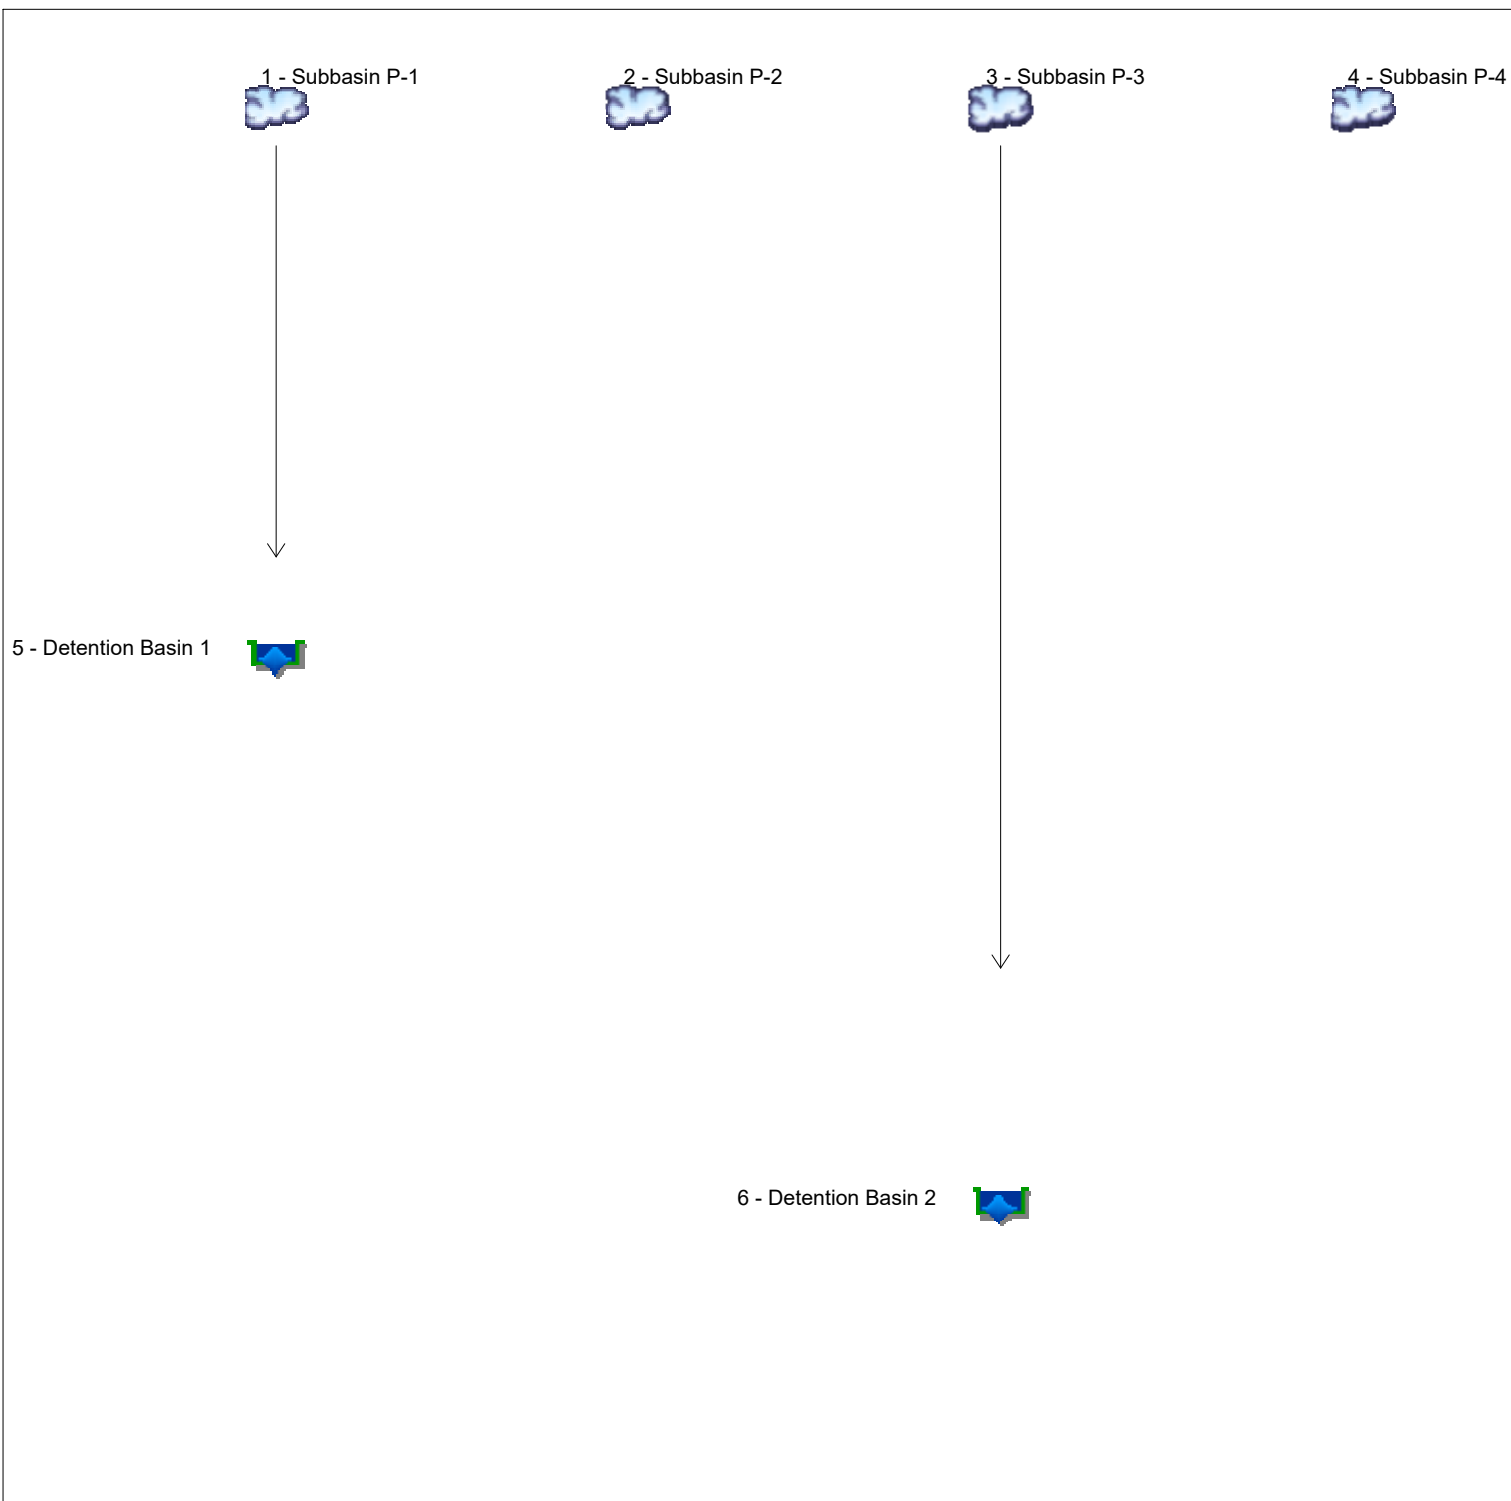 1 - Subbasin P-1
2 - Subbasin P-2
3 - Subbasin P-3
4 - Subbasin P-4
5 - Detention Basin 1
6 - Detention Basin 2